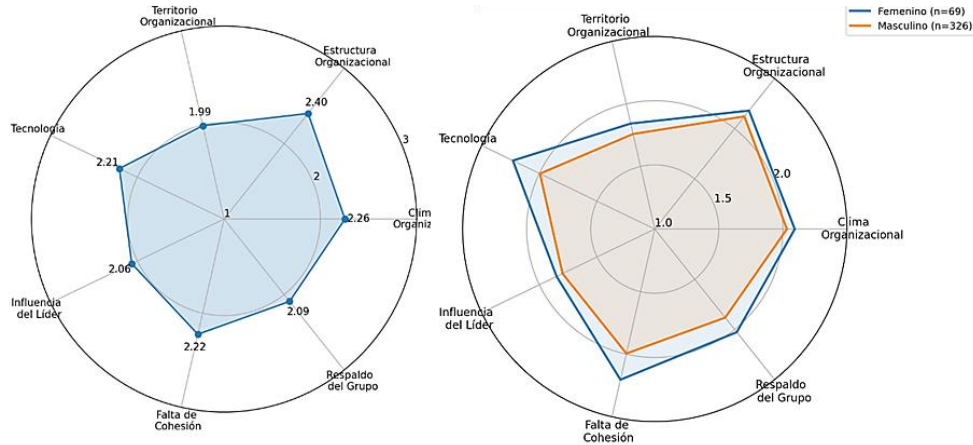 Territorio
Organizacional
Estructura
Organizacional
1.99
2.40
3
Tecnología
2.21
2
1
2.26
Clim
Organiz
2.06
Influencia
del Líder
2.09
2.22
Respaldo
del Grupo
Falta de
Cohesión
Femenino (n=69)
Masculino (n=326)
Territorio
Organizacional
Estructura
Organizacional
Tecnología
2.0
1.5
1.0
Clima
Organizacional
Influencia
del Líder
Respaldo
del Grupo
Falta de
Cohesión